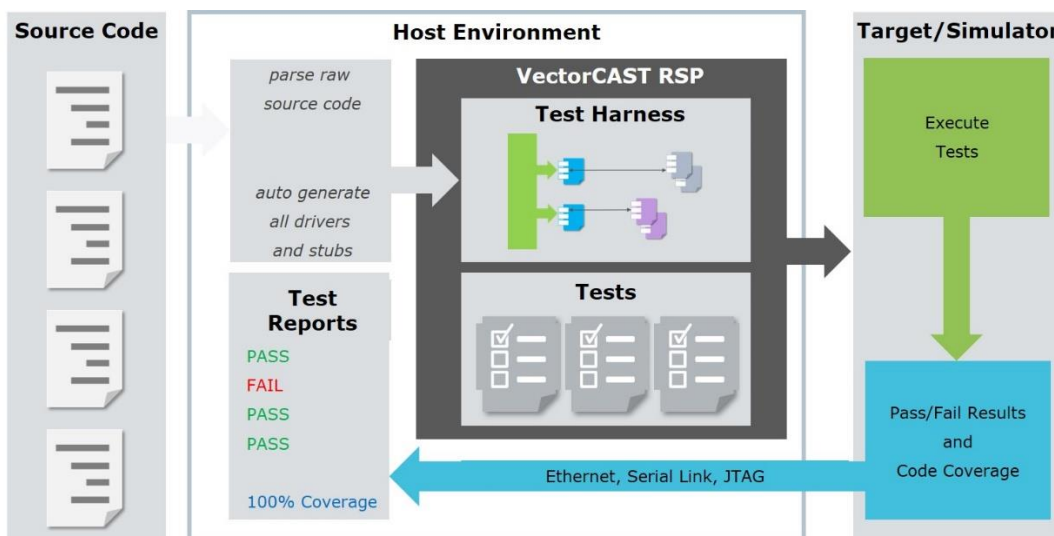 Source Code
Host Environment
parse raw
source code
auto generate
all drivers
and stubs
VectorCAST RSP
Test Harness
Tests
Test
Reports
PASS
FAIL
PASS
PASS
100% Coverage
Target/Simulator
Execute
Tests
Pass/Fail Results
and
Code Coverage
Ethernet, Serial Link, JTAG